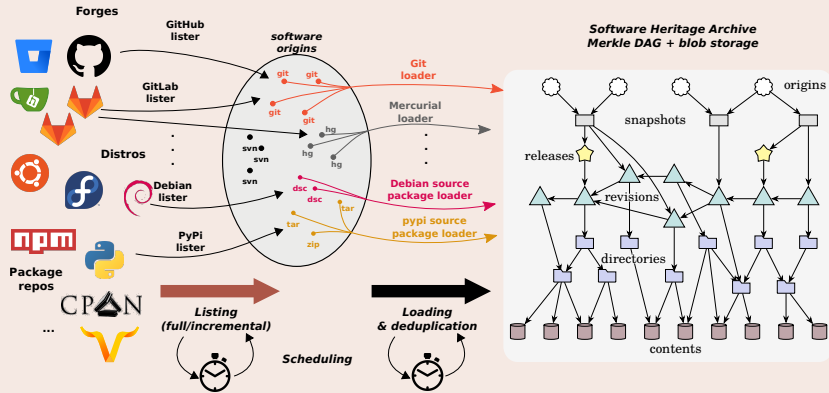 Forges
GitHub
lister
software
origins
Software Heritage Archive
Merkle DAG + blob storage
GitLab
lister
git
git
git
git
Git
loader
origins
hg
hg
hg
Mercurial
loader
snapshots
svn
svn
svn
Distros
releases
Debian
lister
dsc
dsc
Debian source
package loader
revisions
tar
tar
zip
pypi source
package loader
npm
PyPi
lister
directories
Package
repos
CPAN
...
Listing
(full/incremental)
Loading
& deduplication
Scheduling
contents